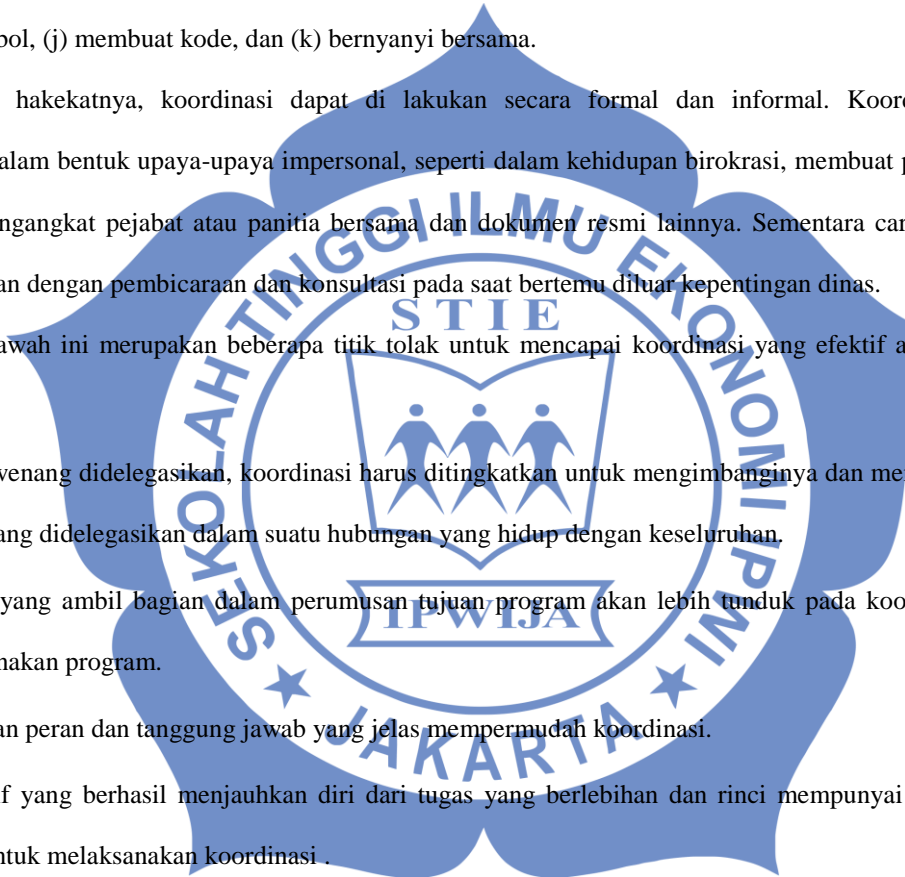 bol, (j) membuat kode, dan (k) bernyanyi bersama.
hakekatnya, koordinasi dapat di lakukan secara formal dan informal. Koor
alam bentuk upaya-upaya impersonal, seperti dalam kehidupan birokrasi, membuat p
ngangkat pejabat atau panitia bersama dan dokumen resmi lainnya. Sementara car
an dengan pembicaraan dan konsultasi pada saat bertemu diluar kepentingan dinas.
awah ini merupakan beberapa titik tolak untuk mencapai koordinasi yang efektif a
wenang didelegasikan, koordinasi harus ditingkatkan untuk mengimbanginya dan me
ang didelegasikan dalam suatu hubungan yang hidup dengan keseluruhan.
yang ambil bagian dalam perumusan tujuan program akan lebih tunduk pada koo
nakan program.
an peran dan tanggung jawab yang jelas mempermudah koordinasi.
if yang berhasil menjauhkan diri dari tugas yang berlebihan dan rinci mempunyai
ntuk melaksanakan koordinasi .
SEKOLAH TINGGI ILMU EKONOMI IPWI
STIE
IPWIJA
★ JAKARTA ★